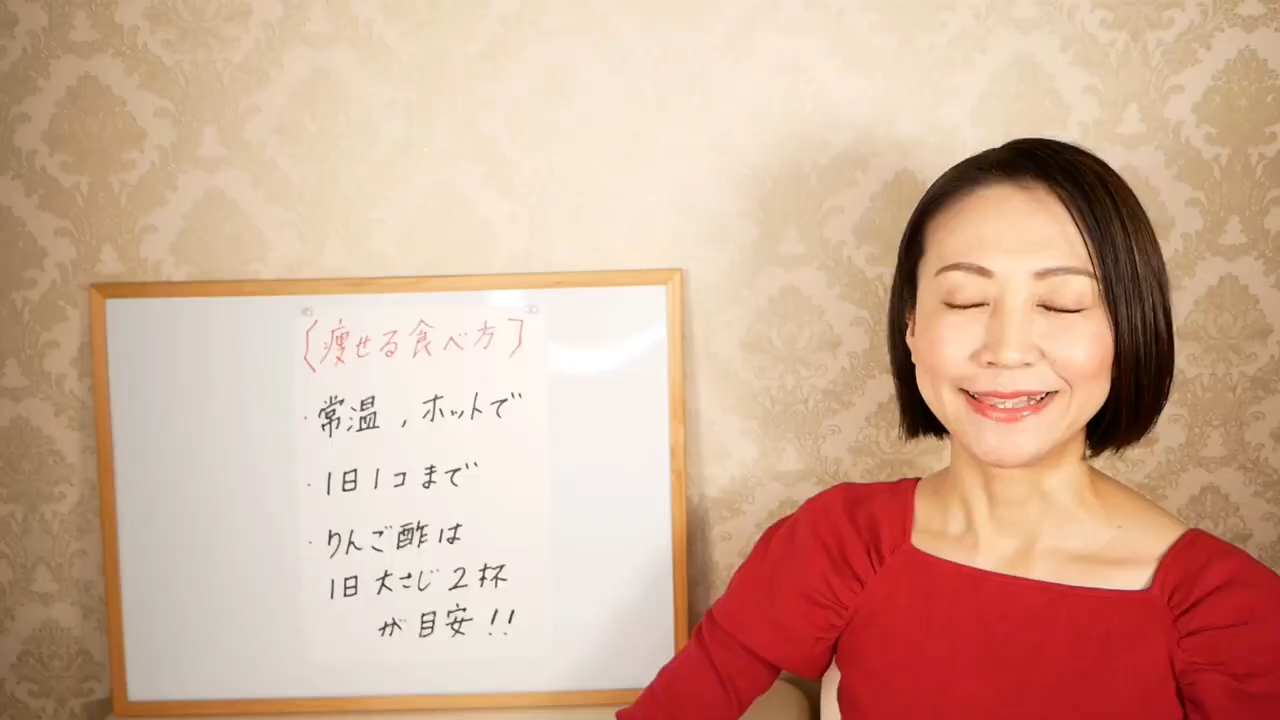 〔痩せる食べ方〕
・常温，ホットで
・1日1コまで
・りんご酢は
1日大さじ2杯
が目安!!